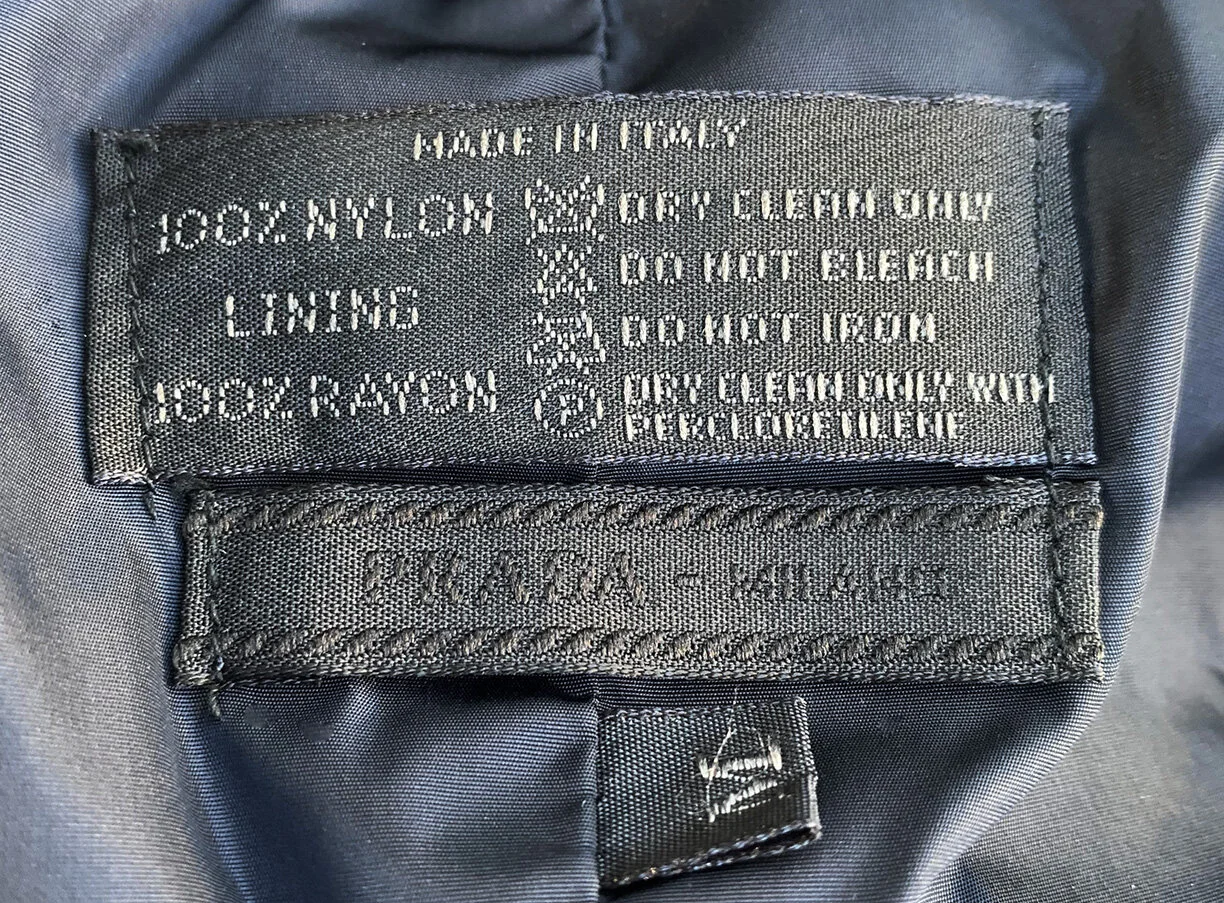 MADE IN ITALY
100% NYLON
LINING
100% RAYON
DRY CLEAN ONLY
DO NOT BLEACH
DO NOT IRON
P DRY CLEAN ONLY WITH
PERCLORETILENE
PRADA - MILANO
M